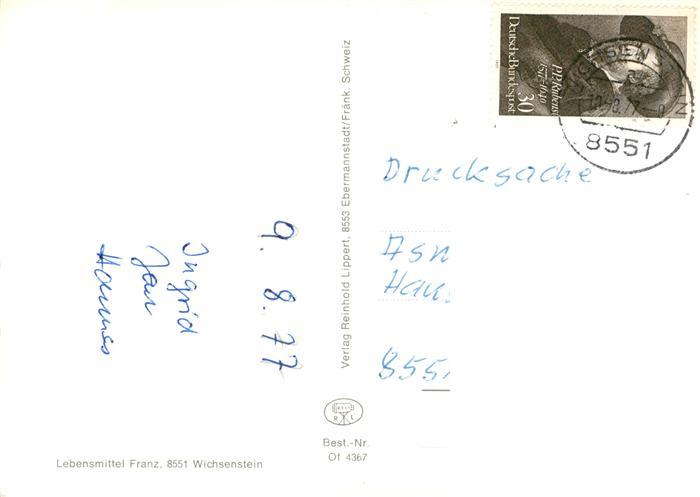 9. 8. 77
Ingrid
Jan
Hannes
Lebensmittel Franz, 8551 Wichsenstein
Verlag Reinhold Lippert, 8553 Ebermannstadt/Fränk. Schweiz
R L
Best.-Nr.
Of 4367
P.P. Rubens
1577-1640
Deutsche Bundespost
30
8551
Drucksache